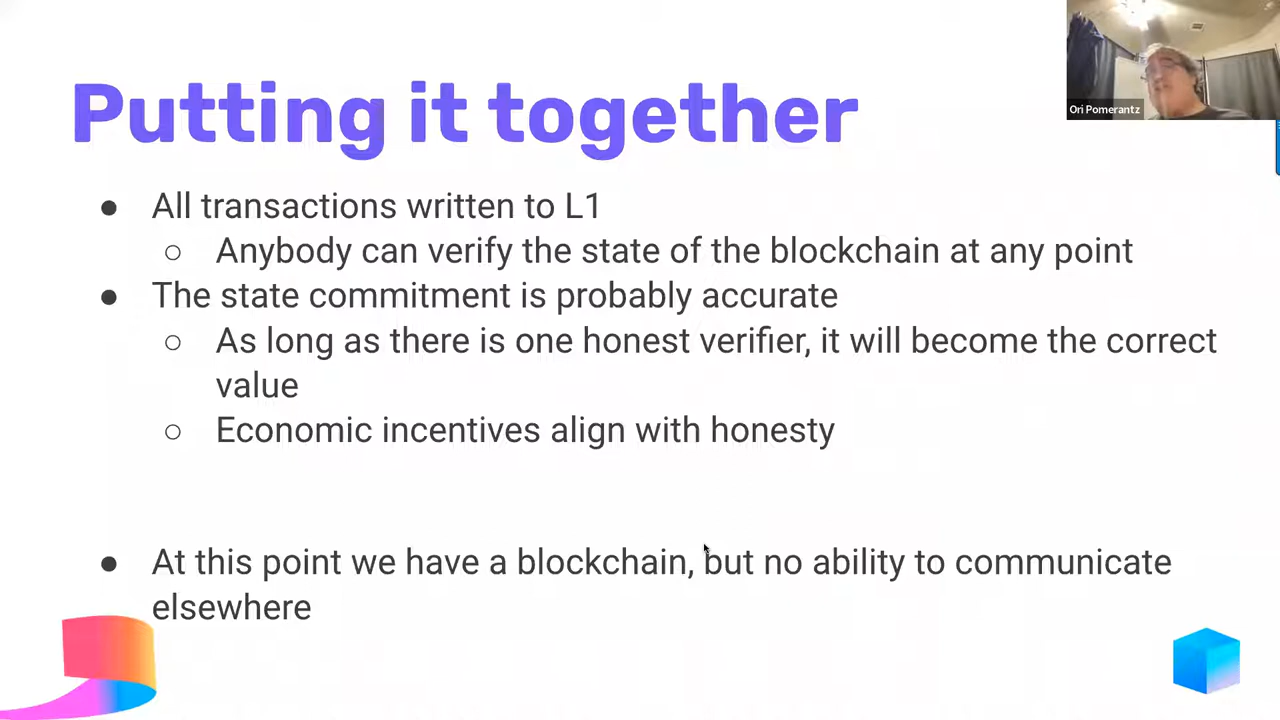 Putting it together
Ori Pomerantz
● All transactions written to L1
○ Anybody can verify the state of the blockchain at any point
● The state commitment is probably accurate
○ As long as there is one honest verifier, it will become the correct
value
○ Economic incentives align with honesty
● At this point we have a blockchain, but no ability to communicate
elsewhere